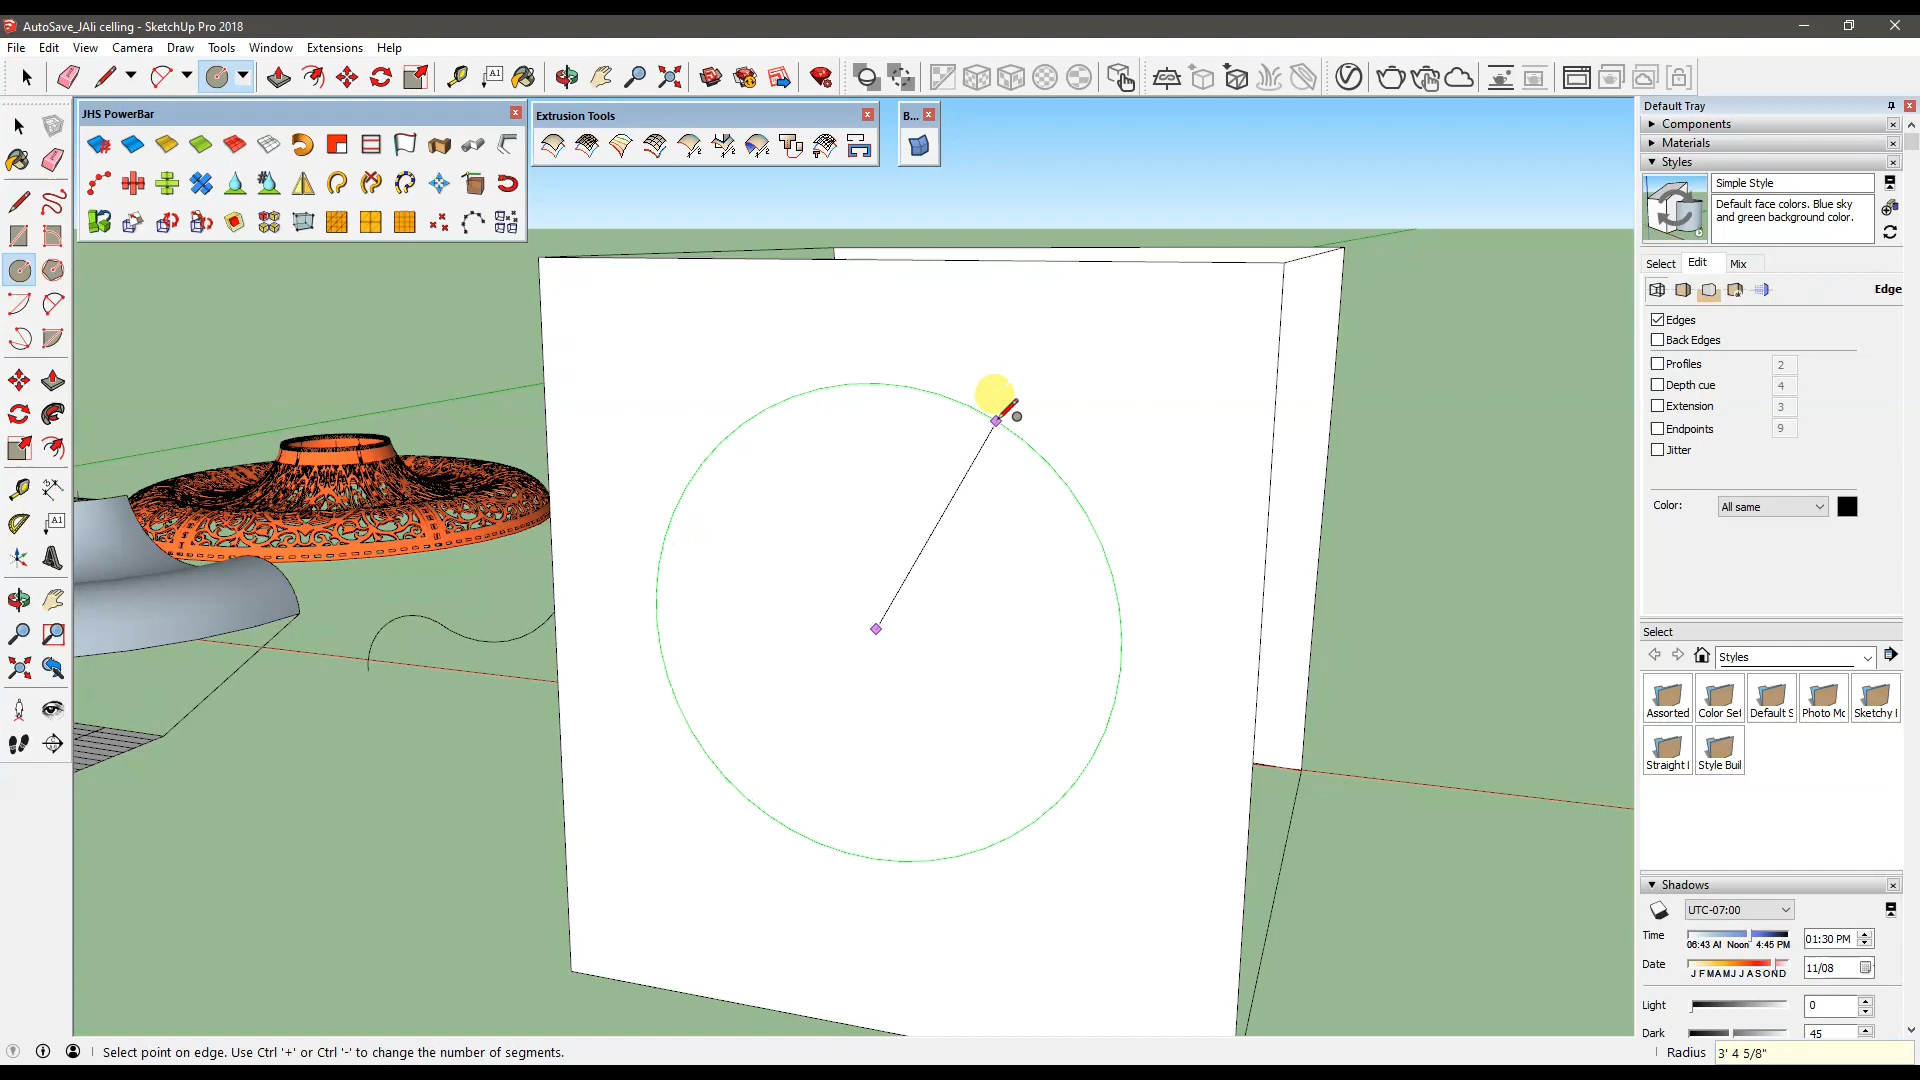 AutoSave_JAli celling - SketchUp Pro 2018
File Edit View Camera Draw Tools Window Extensions Help
A1
JHS PowerBar
Extrusion Tools
B...
Default Tray
Components
Materials
Styles
Simple Style
Default face colors. Blue sky
and green background color.
Select Edit Mix
Edge
Edges
Back Edges
Profiles 2
Depth cue 4
Extension 3
Endpoints 9
Jitter
Color: All same
A1
Select
Styles
Assorted Color Set Default S Photo Mo Sketchy I
Straight l Style Buil
Shadows
UTC-07:00
Time 06:43 AI Noon 4:45 PM 01:30 PM
Date J F M A M J J A S O N D 11/08
Light 0
Dark 45
Select point on edge. Use Ctrl '+' or Ctrl '-' to change the number of segments.
Radius 3' 4 5/8"